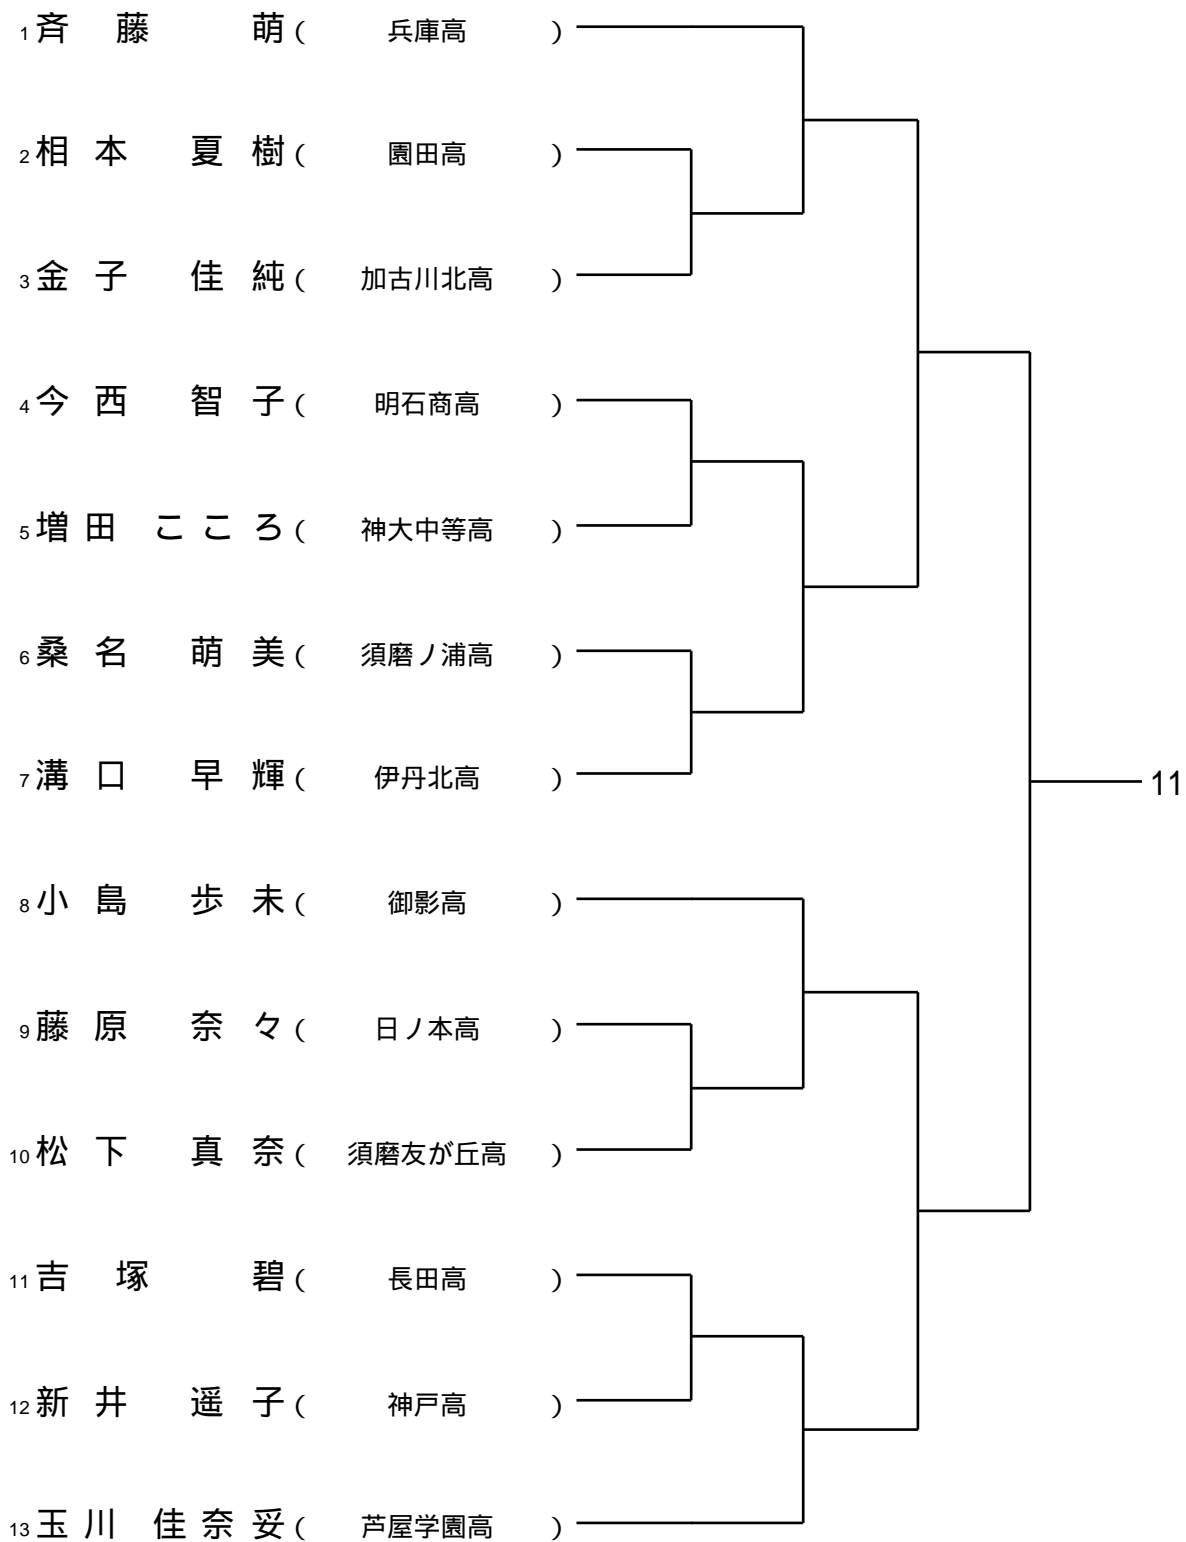 1 斉藤 萌 ( 兵庫高 )
2 相本 夏樹 ( 園田高 )
3 金子 佳純 ( 加古川北高 )
4 今西 智子 ( 明石商高 )
5 増田 こころ ( 神大中等高 )
6 桑名 萌美 ( 須磨ノ浦高 )
7 溝口 早輝 ( 伊丹北高 )
11
8 小島 歩未 ( 御影高 )
9 藤原 奈々 ( 日ノ本高 )
10 松下 真奈 ( 須磨友が丘高 )
11 吉塚 碧 ( 長田高 )
12 新井 遥子 ( 神戸高 )
13 玉川 佳奈妥 ( 芦屋学園高 )